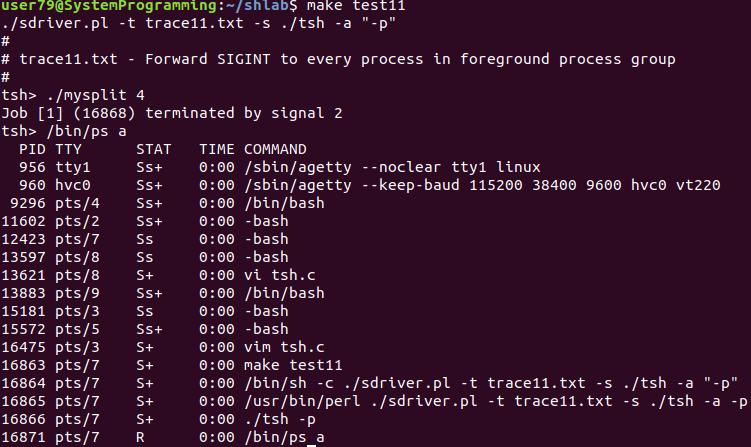 user79@SystemProgramming:~/shlab$ make test11
./sdriver.pl -t trace11.txt -s ./tsh -a "-p"
#
# trace11.txt - Forward SIGINT to every process in foreground process group
#
tsh> ./mysplit 4
Job [1] (16868) terminated by signal 2
tsh> /bin/ps a
  PID TTY      STAT   TIME COMMAND
  956 tty1     Ss+    0:00 /sbin/agetty --noclear tty1 linux
  960 hvc0     Ss+    0:00 /sbin/agetty --keep-baud 115200 38400 9600 hvc0 vt220
 9296 pts/4    Ss+    0:00 /bin/bash
11602 pts/2    Ss+    0:00 -bash
12423 pts/7    Ss     0:00 -bash
13597 pts/8    Ss     0:00 -bash
13621 pts/8    S+     0:00 vi tsh.c
13883 pts/9    Ss+    0:00 /bin/bash
15181 pts/3    Ss     0:00 -bash
15572 pts/5    Ss+    0:00 -bash
16475 pts/3    S+     0:00 vim tsh.c
16863 pts/7    S+     0:00 make test11
16864 pts/7    S+     0:00 /bin/sh -c ./sdriver.pl -t trace11.txt -s ./tsh -a "-p"
16865 pts/7    S+     0:00 /usr/bin/perl ./sdriver.pl -t trace11.txt -s ./tsh -a -p
16866 pts/7    S+     0:00 ./tsh -p
16871 pts/7    R      0:00 /bin/ps a